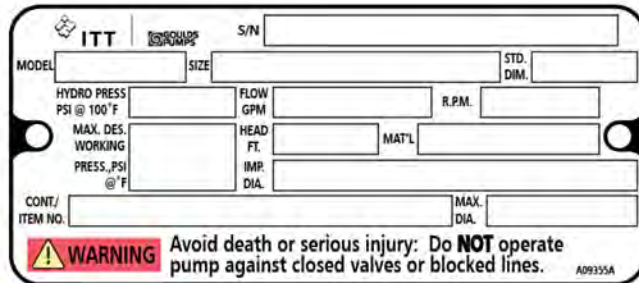 ITT GOULDS PUMPS S/N
MODEL SIZE STD. DIM.
HYDRO PRESS PSI @ 100°F FLOW GPM R.P.M.
MAX. DES. WORKING PRESS.,PSI @°F HEAD FT. MAT'L
IMP. DIA.
CONT./ ITEM NO. MAX. DIA.
WARNING Avoid death or serious injury: Do NOT operate
pump against closed valves or blocked lines. A09355A